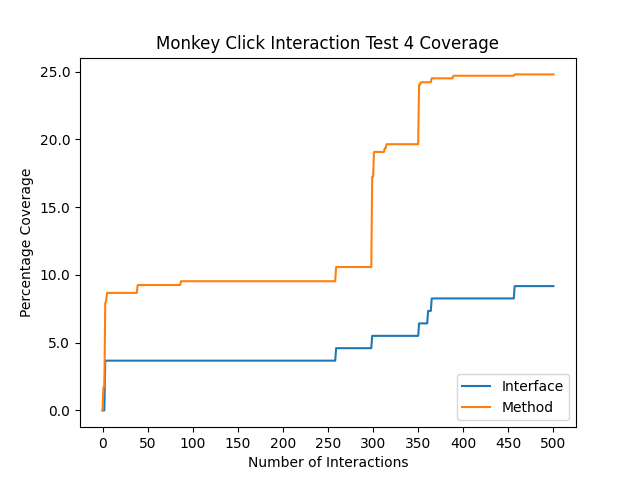 Monkey Click Interaction Test 4 Coverage
Percentage Coverage
25.0
20.0
15.0
10.0
5.0
0.0
0 50 100 150 200 250 300 350 400 450 500
Number of Interactions
Interface
Method